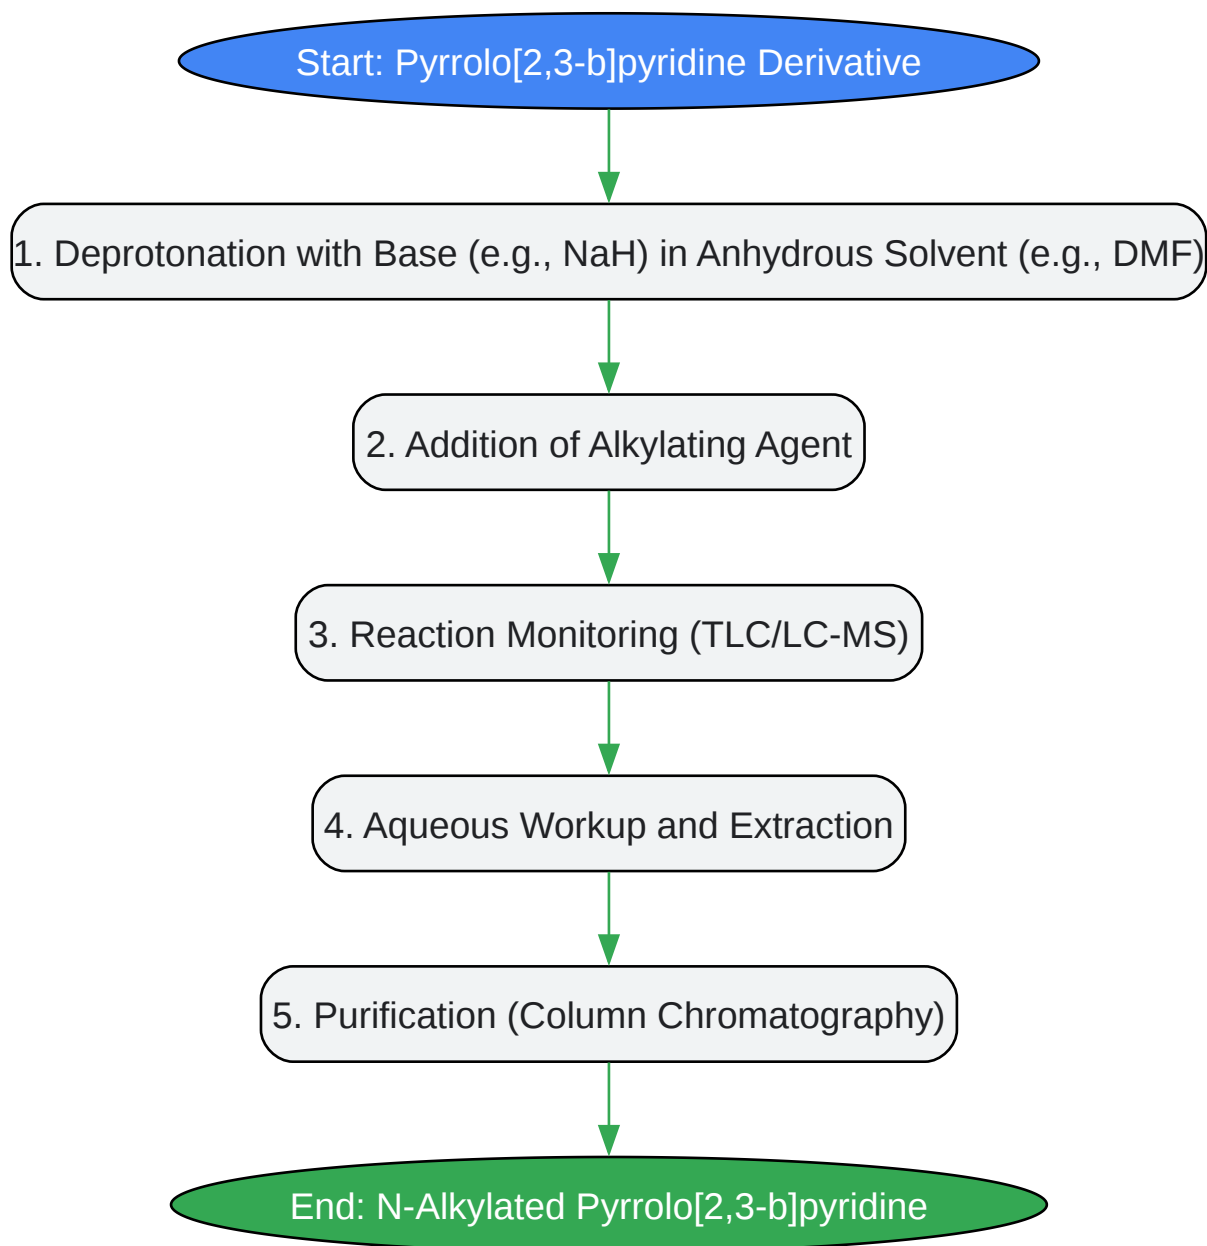 Start: Pyrrolo[2,3-b]pyridine Derivative
1. Deprotonation with Base (e.g., NaH) in Anhydrous Solvent (e.g., DMF)
2. Addition of Alkylating Agent
3. Reaction Monitoring (TLC/LC-MS)
4. Aqueous Workup and Extraction
5. Purification (Column Chromatography)
End: N-Alkylated Pyrrolo[2,3-b]pyridine